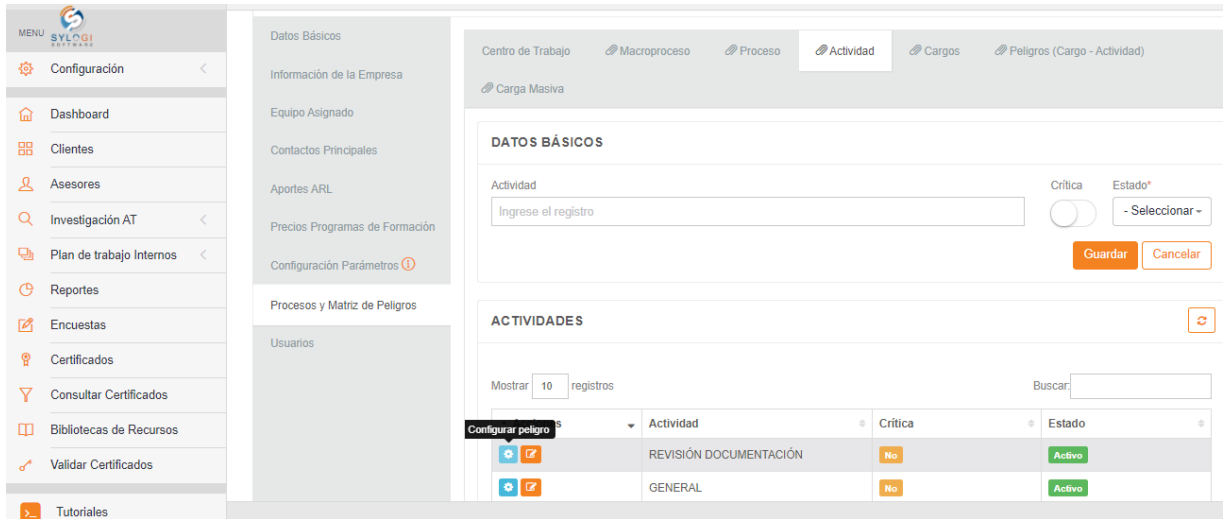 MENU
SYLOGI
SOFTWARE
Configuración
Dashboard
Clientes
Asesores
Investigación AT
Plan de trabajo Internos
Reportes
Encuestas
Certificados
Consultar Certificados
Bibliotecas de Recursos
Validar Certificados
Tutoriales
Datos Básicos
Información de la Empresa
Equipo Asignado
Contactos Principales
Aportes ARL
Precios Programas de Formación
Configuración Parámetros
Procesos y Matriz de Peligros
Usuarios
Centro de Trabajo Macroproceso Proceso Actividad Cargos Peligros (Cargo - Actividad)
Carga Masiva
DATOS BÁSICOS
Actividad Crítica Estado*
Ingrese el registro - Seleccionar -
Guardar Cancelar
ACTIVIDADES
Mostrar 10 registros Buscar:
Configurar peligro Actividad Crítica Estado
REVISIÓN DOCUMENTACIÓN No Activo
GENERAL No Activo